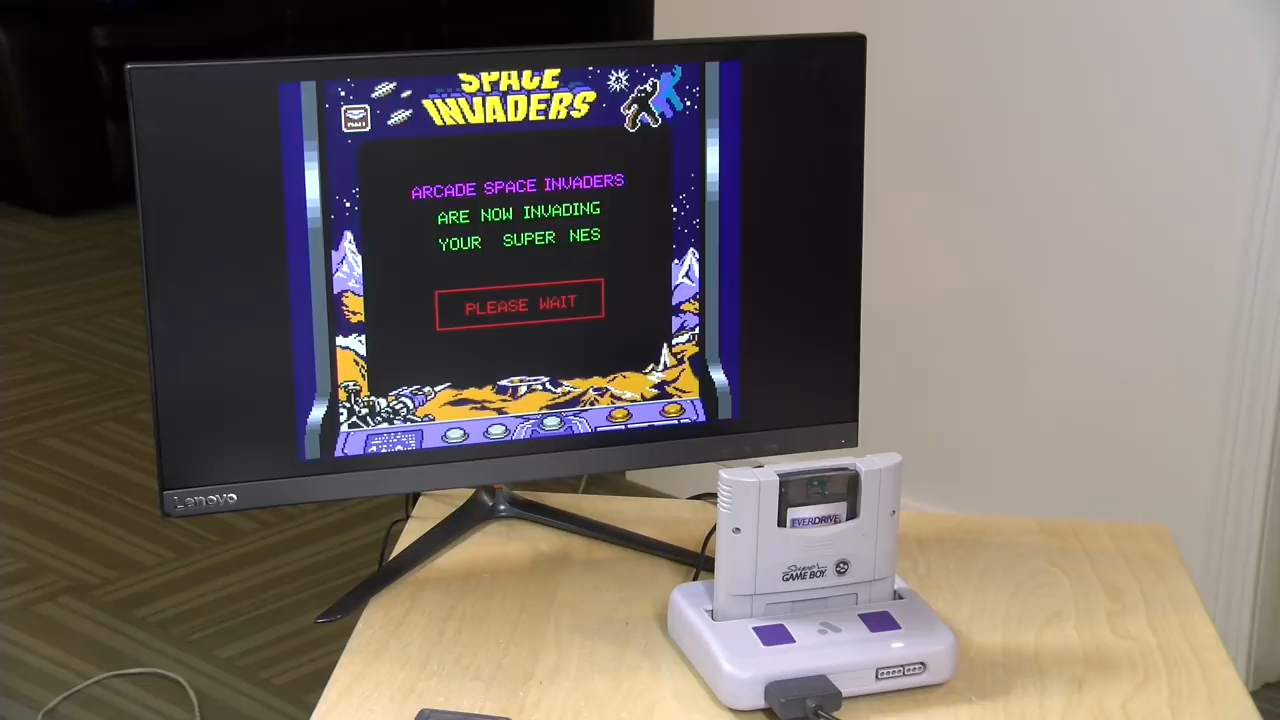 SPACE
INVADERS
ARCADE SPACE INVADERS
ARE NOW INVADING
YOUR SUPER NES
PLEASE WAIT
Lenovo
EVERDRIVE
Super
GAME BOY